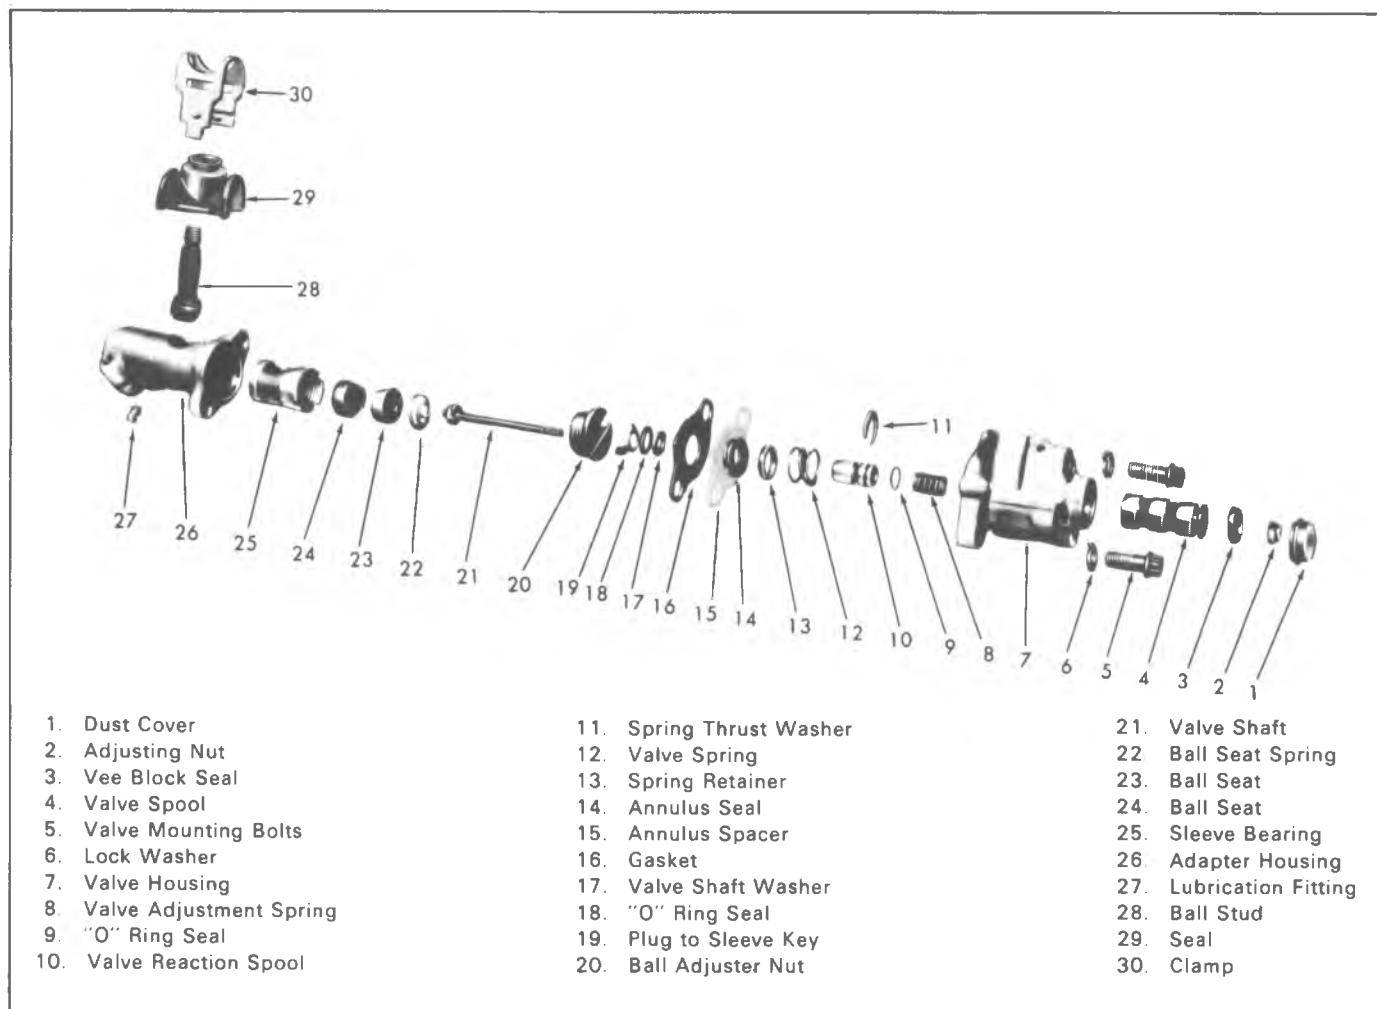 30
29
28
11
27
26
25
24
23
22
21
20
19
18
17
16
15
14
13
12
10
9
8
7
6
5
4
3
2
1
1. Dust Cover
2. Adjusting Nut
3. Vee Block Seal
4. Valve Spool
5. Valve Mounting Bolts
6. Lock Washer
7. Valve Housing
8. Valve Adjustment Spring
9. "O" Ring Seal
10. Valve Reaction Spool
11. Spring Thrust Washer
12. Valve Spring
13. Spring Retainer
14. Annulus Seal
15. Annulus Spacer
16. Gasket
17. Valve Shaft Washer
18. "O" Ring Seal
19. Plug to Sleeve Key
20. Ball Adjuster Nut
21. Valve Shaft
22 Ball Seat Spring
23. Ball Seat
24. Ball Seat
25. Sleeve Bearing
26 Adapter Housing
27. Lubrication Fitting
28. Ball Stud
29. Seal
30. Clamp